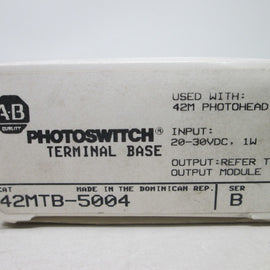 USED WITH:
42M PHOTOHEAD
A-B
QUALITY
PHOTOSWITCH®
TERMINAL BASE
INPUT:
20-30VDC, 1W
OUTPUT:REFER T
OUTPUT MODULE
CAT
MADE IN THE DOMINICAN REP.
SER
42MTB-5004
B